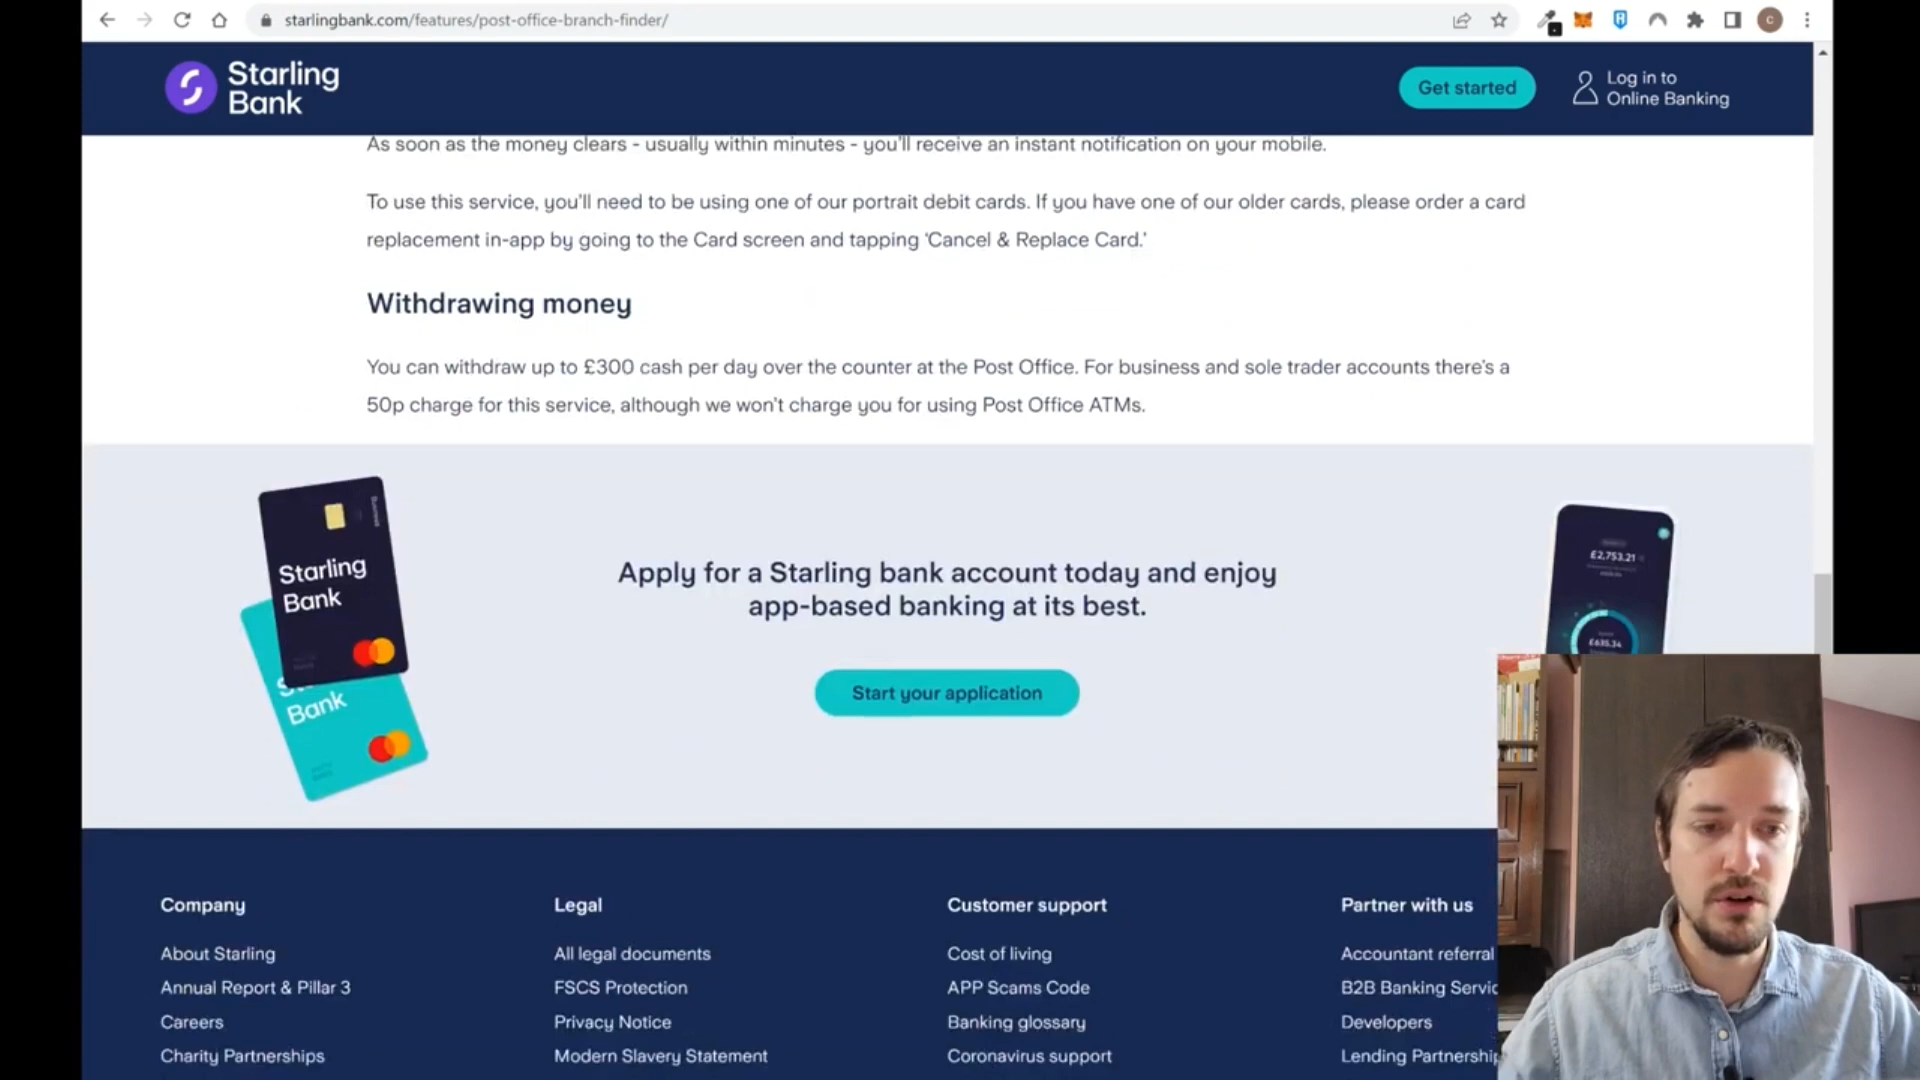 starlingbank.com/features/post-office-branch-finder/
C
Starling
Bank
Get started
Log in to
Online Banking
As soon as the money clears - usually within minutes - you'll receive an instant notification on your mobile.
To use this service, you'll need to be using one of our portrait debit cards. If you have one of our older cards, please order a card
replacement in-app by going to the Card screen and tapping ‘Cancel & Replace Card.’
Withdrawing money
You can withdraw up to £300 cash per day over the counter at the Post Office. For business and sole trader accounts there's a
50p charge for this service, although we won't charge you for using Post Office ATMs.
Business
Starling
Bank
Bank
Apply for a Starling bank account today and enjoy
app-based banking at its best.
Start your application
£2,753.21
£635.34
Company
About Starling
Annual Report & Pillar 3
Careers
Charity Partnerships
Legal
All legal documents
FSCS Protection
Privacy Notice
Modern Slavery Statement
Customer support
Cost of living
APP Scams Code
Banking glossary
Coronavirus support
Partner with us
Accountant referral
B2B Banking Servic
Developers
Lending Partnership